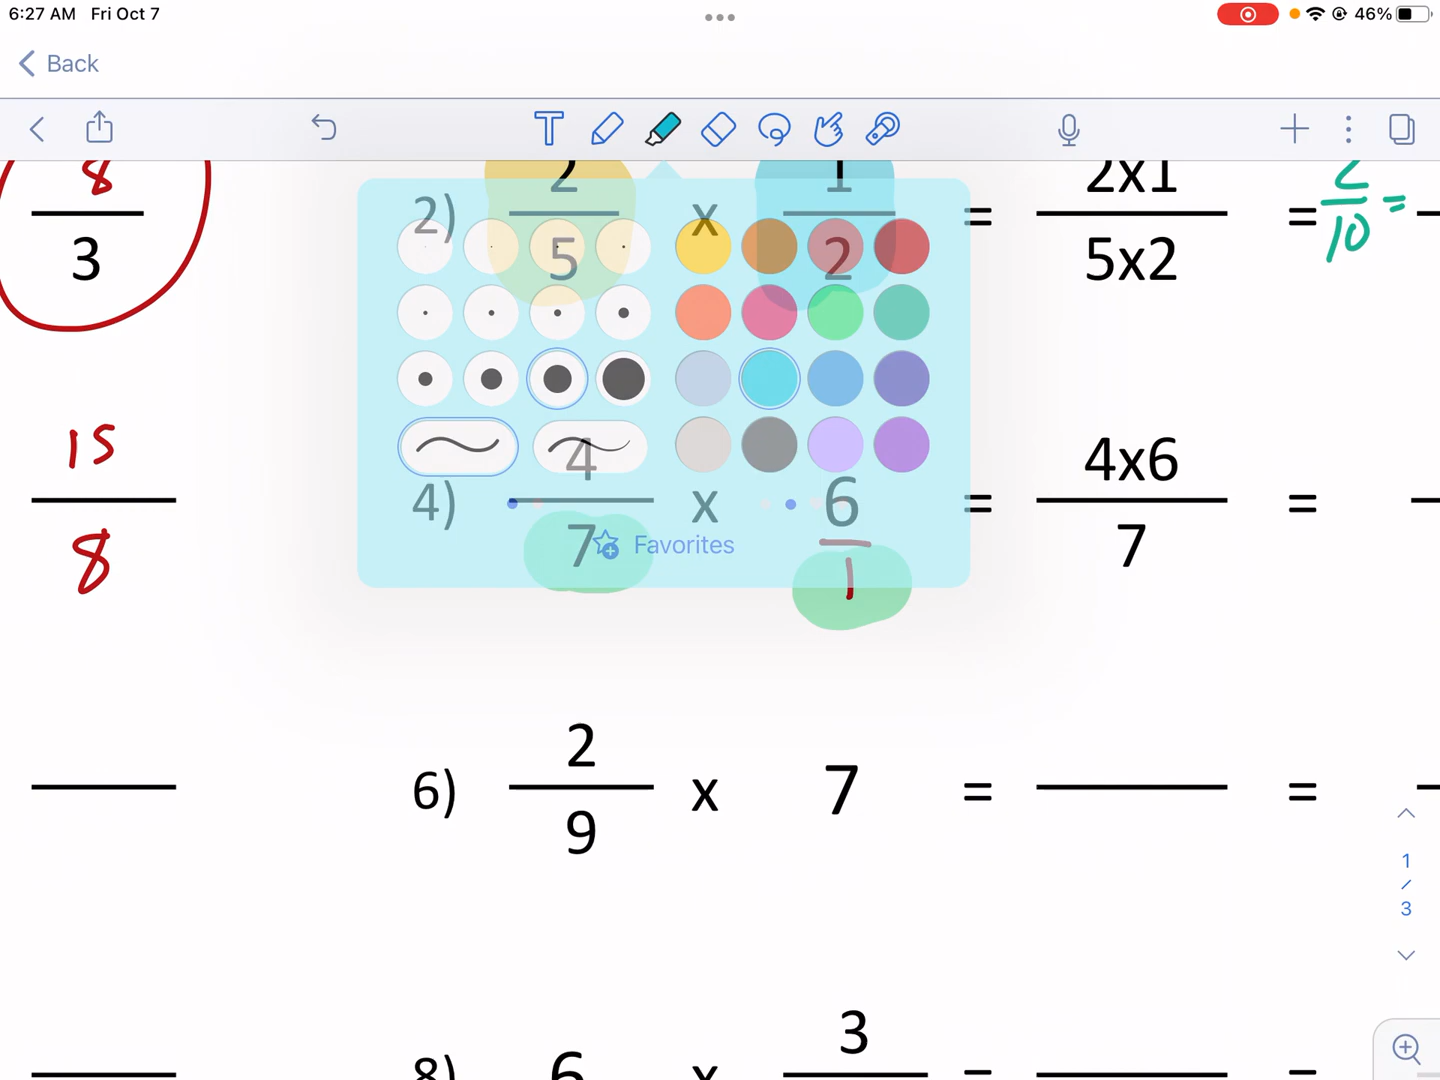 6:27 AM Fri Oct 7
46%
Back
T
8
3
2) 2 x 1 = 2x1 = 2 =
5 2 5x2 10
15
8
4) 4 x 6 = 4x6 =
7 1 7
Favorites
6) 2 x 7 = =
9
1
/
3
8) 6 x 3 = =